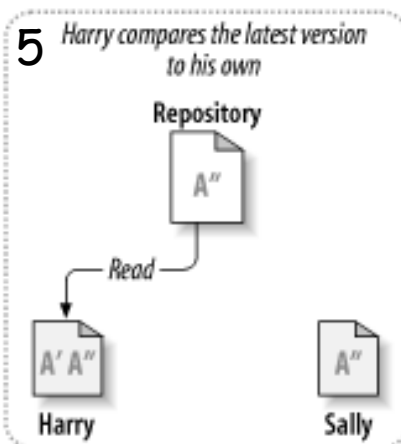 5 Harry compares the latest version
to his own
Repository
A"
Read
A' A"
A"
Harry
Sally